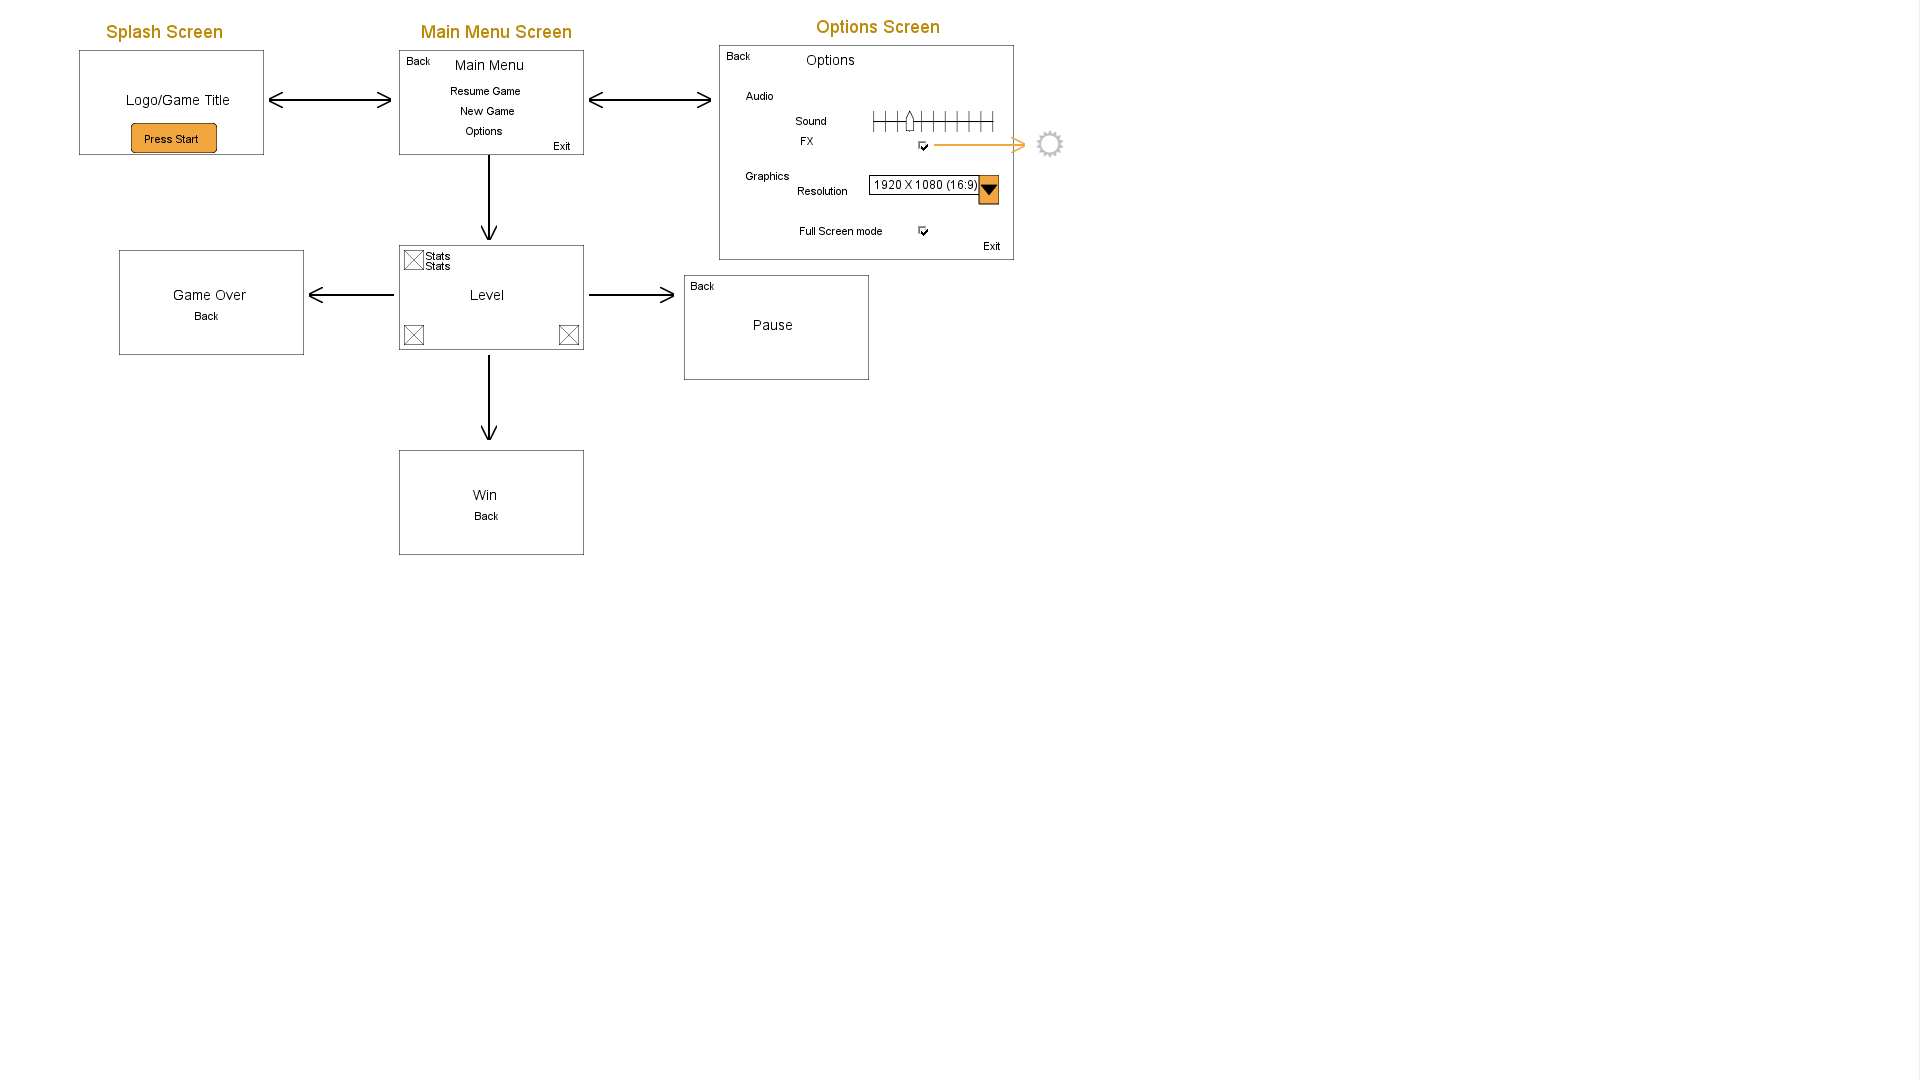 Splash Screen
Logo/Game Title
Press Start
Main Menu Screen
Back
Main Menu
Resume Game
New Game
Options
Exit
Options Screen
Back
Options
Audio
Sound
FX
Graphics
Resolution
1920 X 1080 (16:9)
Full Screen mode
Exit
Game Over
Back
Stats
Stats
Level
Back
Pause
Win
Back